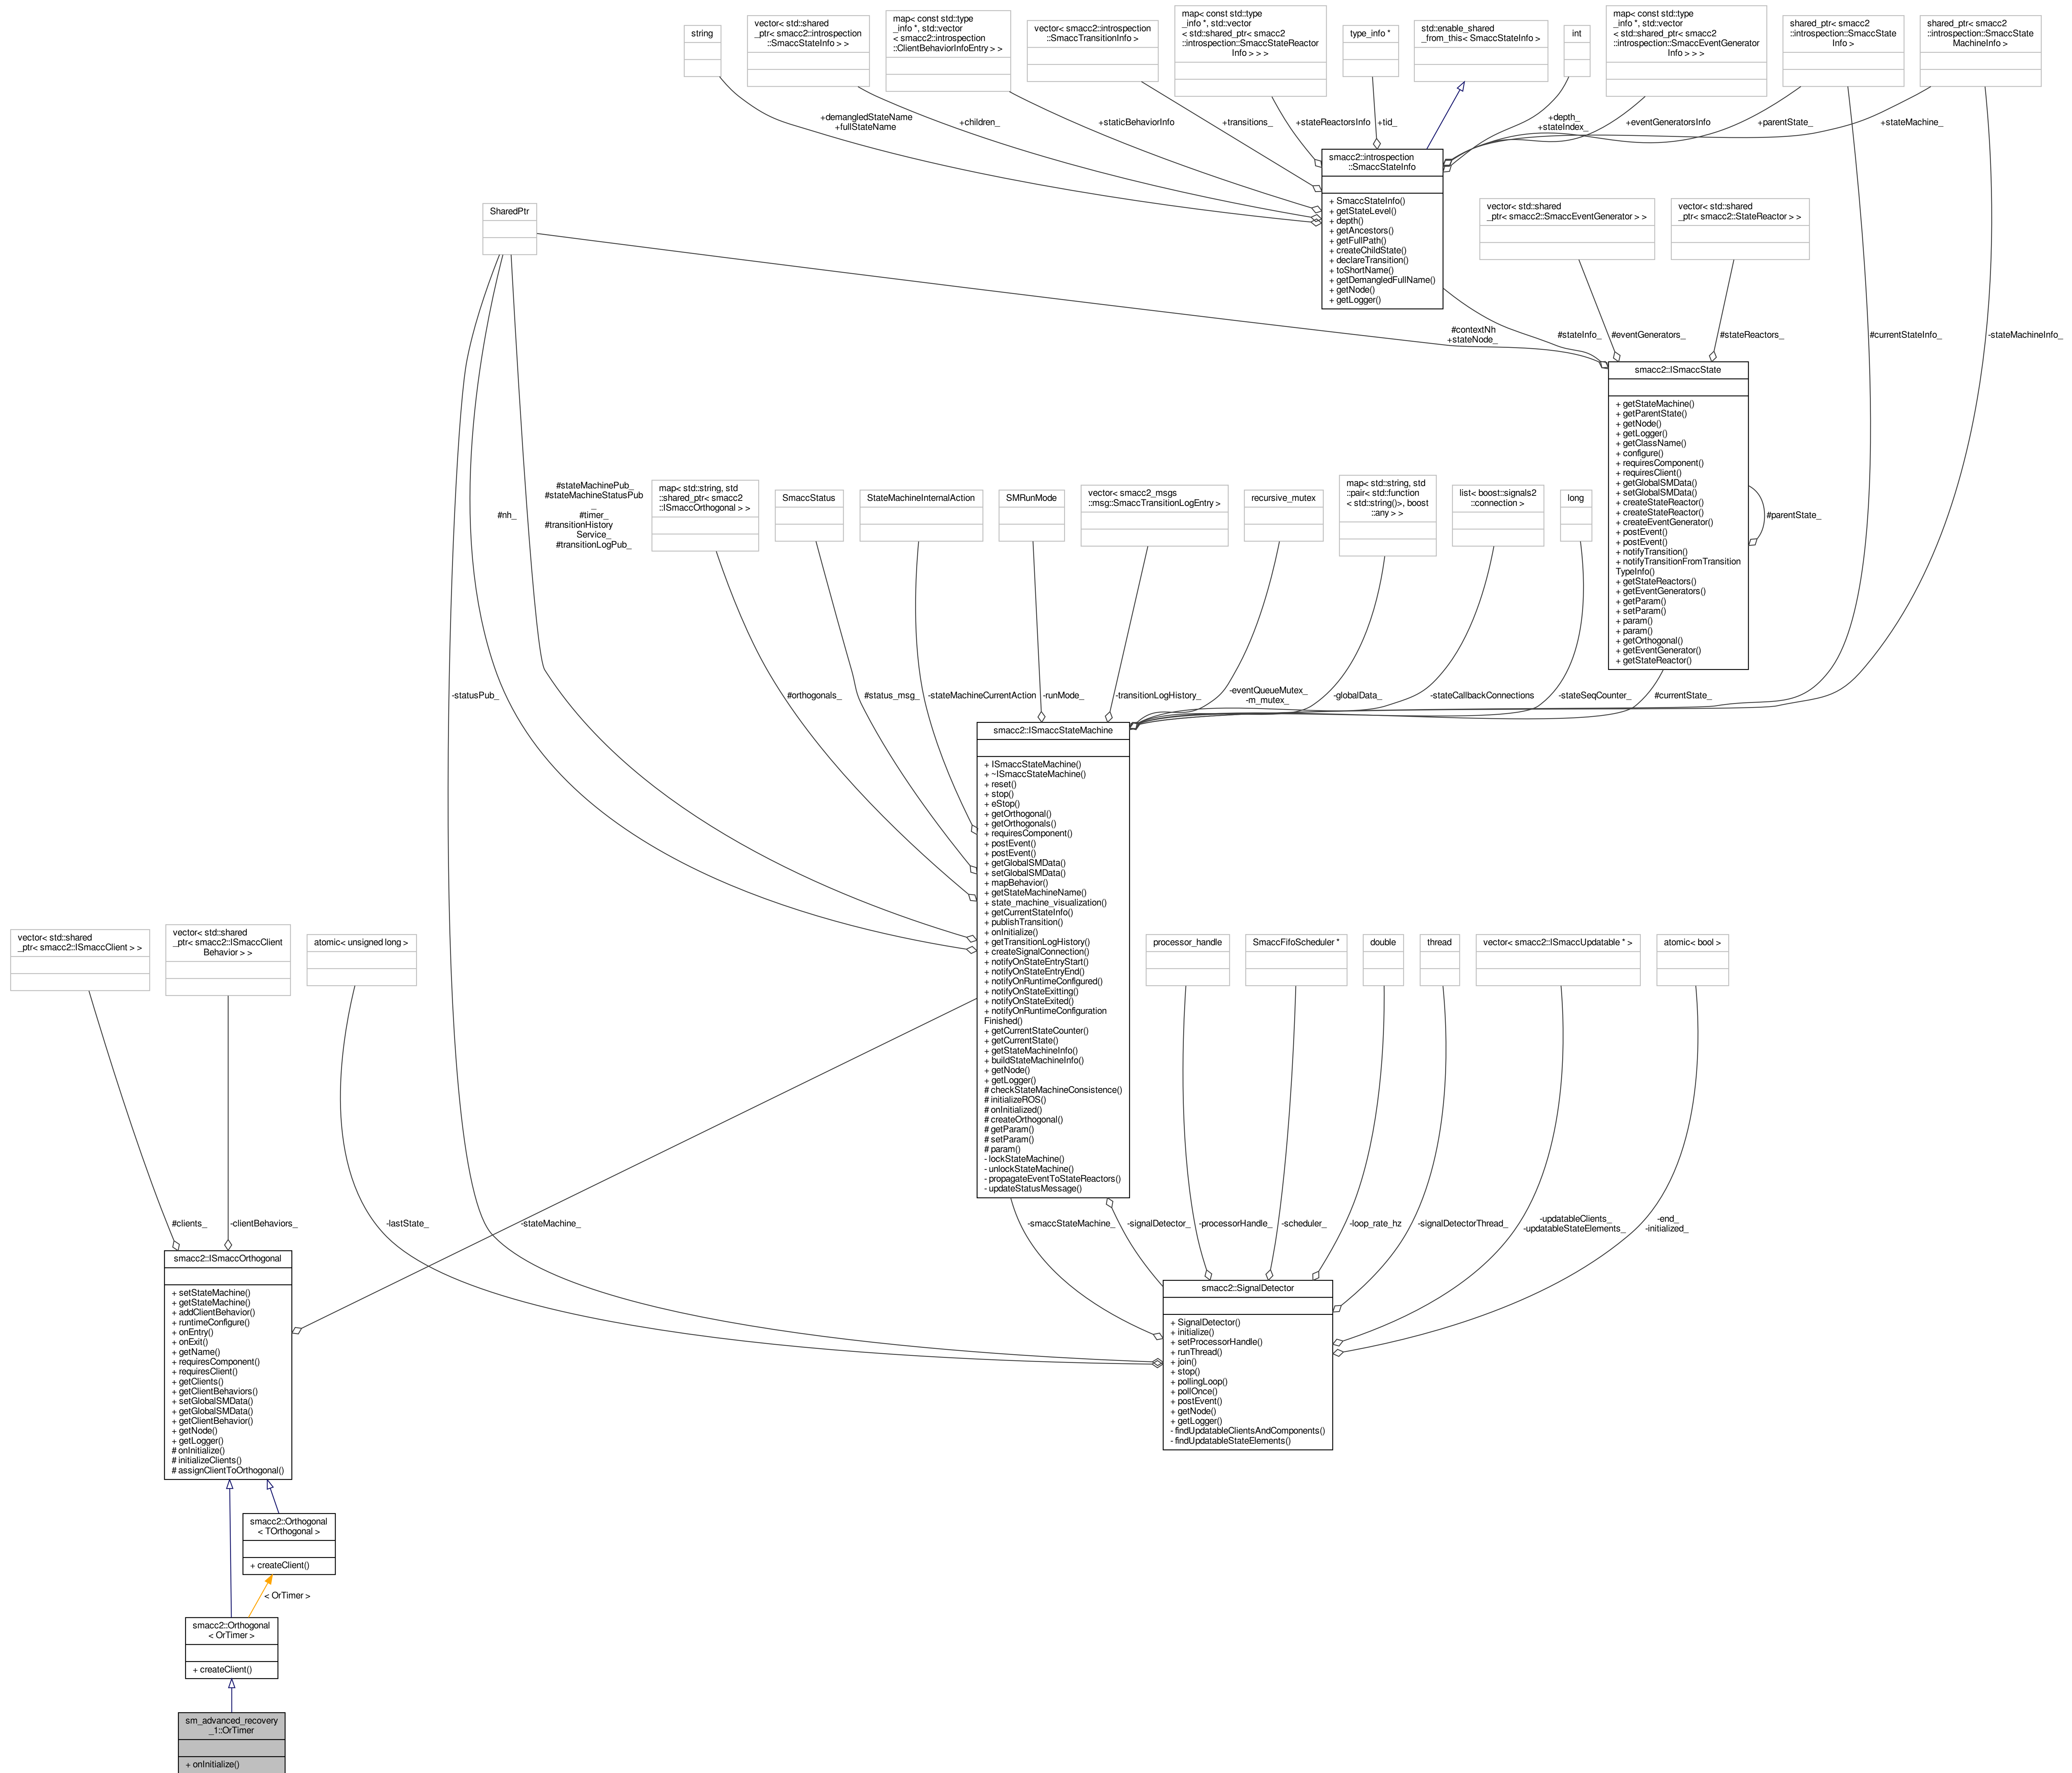 string
vector< std::shared
_ptr< smacc2::introspection
::SmaccStateInfo > >
map< const std::type
_info *, std::vector
< smacc2::introspection
::ClientBehaviorInfoEntry > >
vector< smacc2::introspection
::SmaccTransitionInfo >
map< const std::type
_info *, std::vector
< std::shared_ptr< smacc2
::introspection::SmaccStateReactor
Info > > >
type_info *
std::enable_shared
_from_this< SmaccStateInfo >
int
map< const std::type
_info *, std::vector
< std::shared_ptr< smacc2
::introspection::SmaccEventGenerator
Info > > >
shared_ptr< smacc2
::introspection::SmaccState
Info >
shared_ptr< smacc2
::introspection::SmaccState
MachineInfo >
+demangledStateName
+fullStateName
+children_
+staticBehaviorInfo
+transitions_
+stateReactorsInfo
+tid_
+depth_
+stateIndex_
+eventGeneratorsInfo
+parentState_
+stateMachine_
smacc2::introspection
::SmaccStateInfo
+ SmaccStateInfo()
+ getStateLevel()
+ depth()
+ getAncestors()
+ getFullPath()
+ createChildState()
+ declareTransition()
+ toShortName()
+ getDemangledFullName()
+ getNode()
+ getLogger()
SharedPtr
vector< std::shared
_ptr< smacc2::SmaccEventGenerator > >
vector< std::shared
_ptr< smacc2::StateReactor > >
#contextNh
+stateNode_
#stateInfo_
#eventGenerators_
#stateReactors_
#currentStateInfo_
-stateMachineInfo_
smacc2::ISmaccState
+ getStateMachine()
+ getParentState()
+ getNode()
+ getLogger()
+ getClassName()
+ configure()
+ requiresComponent()
+ requiresClient()
+ getGlobalSMData()
+ setGlobalSMData()
+ createStateReactor()
+ createStateReactor()
+ createEventGenerator()
+ postEvent()
+ postEvent()
+ notifyTransition()
+ notifyTransitionFromTransition
TypeInfo()
+ getStateReactors()
+ getEventGenerators()
+ getParam()
+ setParam()
+ param()
+ param()
+ getOrthogonal()
+ getEventGenerator()
+ getStateReactor()
#parentState_
#nh_
#stateMachinePub_
#stateMachineStatusPub
_
#timer_
#transitionHistory
Service_
#transitionLogPub_
map< std::string, std
::shared_ptr< smacc2
::ISmaccOrthogonal > >
SmaccStatus
StateMachineInternalAction
SMRunMode
vector< smacc2_msgs
::msg::SmaccTransitionLogEntry >
recursive_mutex
map< std::string, std
::pair< std::function
< std::string()>, boost
::any > >
list< boost::signals2
::connection >
long
-statusPub_
#orthogonals_
#status_msg_
-stateMachineCurrentAction
-runMode_
-transitionLogHistory_
-eventQueueMutex_
-m_mutex_
-globalData_
-stateCallbackConnections
-stateSeqCounter_
#currentState_
smacc2::ISmaccStateMachine
+ ISmaccStateMachine()
+ ~ISmaccStateMachine()
+ reset()
+ stop()
+ eStop()
+ getOrthogonal()
+ getOrthogonals()
+ requiresComponent()
+ postEvent()
+ postEvent()
+ getGlobalSMData()
+ setGlobalSMData()
+ mapBehavior()
+ getStateMachineName()
+ state_machine_visualization()
+ getCurrentStateInfo()
+ publishTransition()
+ onInitialize()
+ getTransitionLogHistory()
+ createSignalConnection()
+ notifyOnStateEntryStart()
+ notifyOnStateEntryEnd()
+ notifyOnRuntimeConfigured()
+ notifyOnStateExitting()
+ notifyOnStateExited()
+ notifyOnRuntimeConfiguration
Finished()
+ getCurrentStateCounter()
+ getCurrentState()
+ getStateMachineInfo()
+ buildStateMachineInfo()
+ getNode()
+ getLogger()
# checkStateMachineConsistence()
# initializeROS()
# onInitialized()
# createOrthogonal()
# getParam()
# setParam()
# param()
- lockStateMachine()
- unlockStateMachine()
- propagateEventToStateReactors()
- updateStatusMessage()
vector< std::shared
_ptr< smacc2::ISmaccClient > >
vector< std::shared
_ptr< smacc2::ISmaccClient
Behavior > >
atomic< unsigned long >
processor_handle
SmaccFifoScheduler *
double
thread
vector< smacc2::ISmaccUpdatable * >
atomic< bool >
#clients_
-clientBehaviors_
-lastState_
-stateMachine_
-smaccStateMachine_
-signalDetector_
-processorHandle_
-scheduler_
-loop_rate_hz
-signalDetectorThread_
-updatableClients_
-updatableStateElements_
-end_
-initialized_
smacc2::ISmaccOrthogonal
+ setStateMachine()
+ getStateMachine()
+ addClientBehavior()
+ runtimeConfigure()
+ onEntry()
+ onExit()
+ getName()
+ requiresComponent()
+ requiresClient()
+ getClients()
+ getClientBehaviors()
+ setGlobalSMData()
+ getGlobalSMData()
+ getClientBehavior()
+ getNode()
+ getLogger()
# onInitialize()
# initializeClients()
# assignClientToOrthogonal()
smacc2::SignalDetector
+ SignalDetector()
+ initialize()
+ setProcessorHandle()
+ runThread()
+ join()
+ stop()
+ pollingLoop()
+ pollOnce()
+ postEvent()
+ getNode()
+ getLogger()
- findUpdatableClientsAndComponents()
- findUpdatableStateElements()
smacc2::Orthogonal
< TOrthogonal >
+ createClient()
< OrTimer >
smacc2::Orthogonal
< OrTimer >
+ createClient()
sm_advanced_recovery
_1::OrTimer
+ onInitialize()